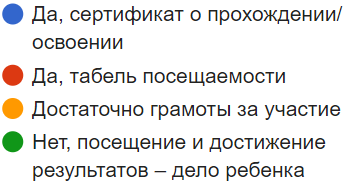 Да, сертификат о прохождении/
освоении
Да, табель посещаемости
Достаточно грамоты за участие
Нет, посещение и достижение
результатов – дело ребенка